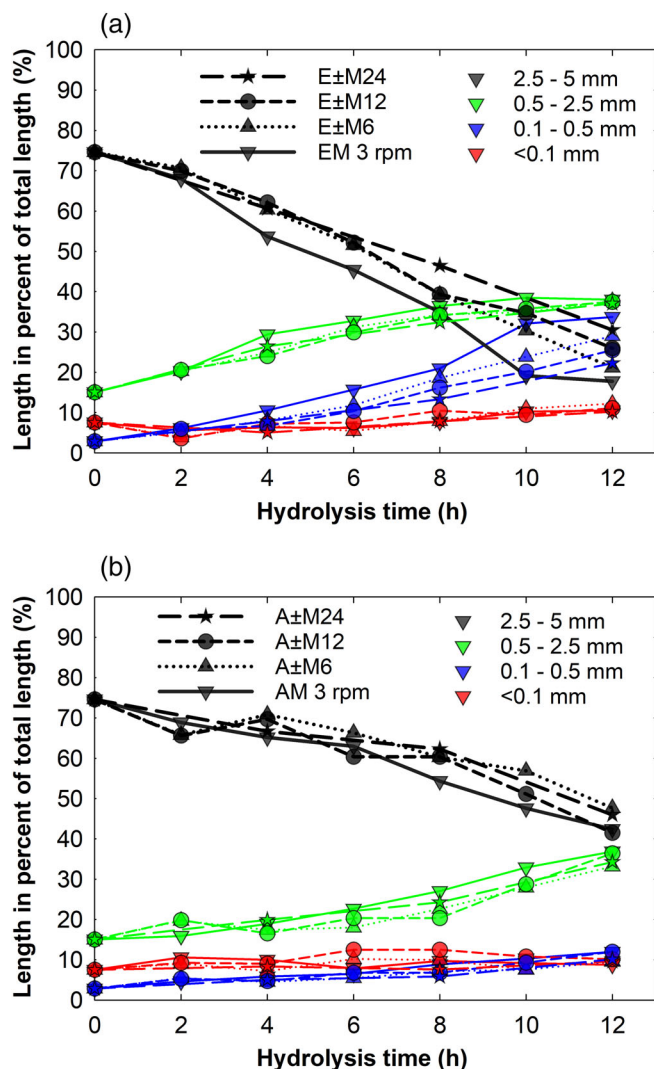 (a)
100
90
80
70
60
50
40
30
20
10
0
Length in percent of total length (%)
E±M24
E±M12
E±M6
EM 3 rpm
2.5 - 5 mm
0.5 - 2.5 mm
0.1 - 0.5 mm
<0.1 mm
0 2 4 6 8 10 12
Hydrolysis time (h)
(b)
100
90
80
70
60
50
40
30
20
10
0
Length in percent of total length (%)
A±M24
A±M12
A±M6
AM 3 rpm
2.5 - 5 mm
0.5 - 2.5 mm
0.1 - 0.5 mm
<0.1 mm
0 2 4 6 8 10 12
Hydrolysis time (h)